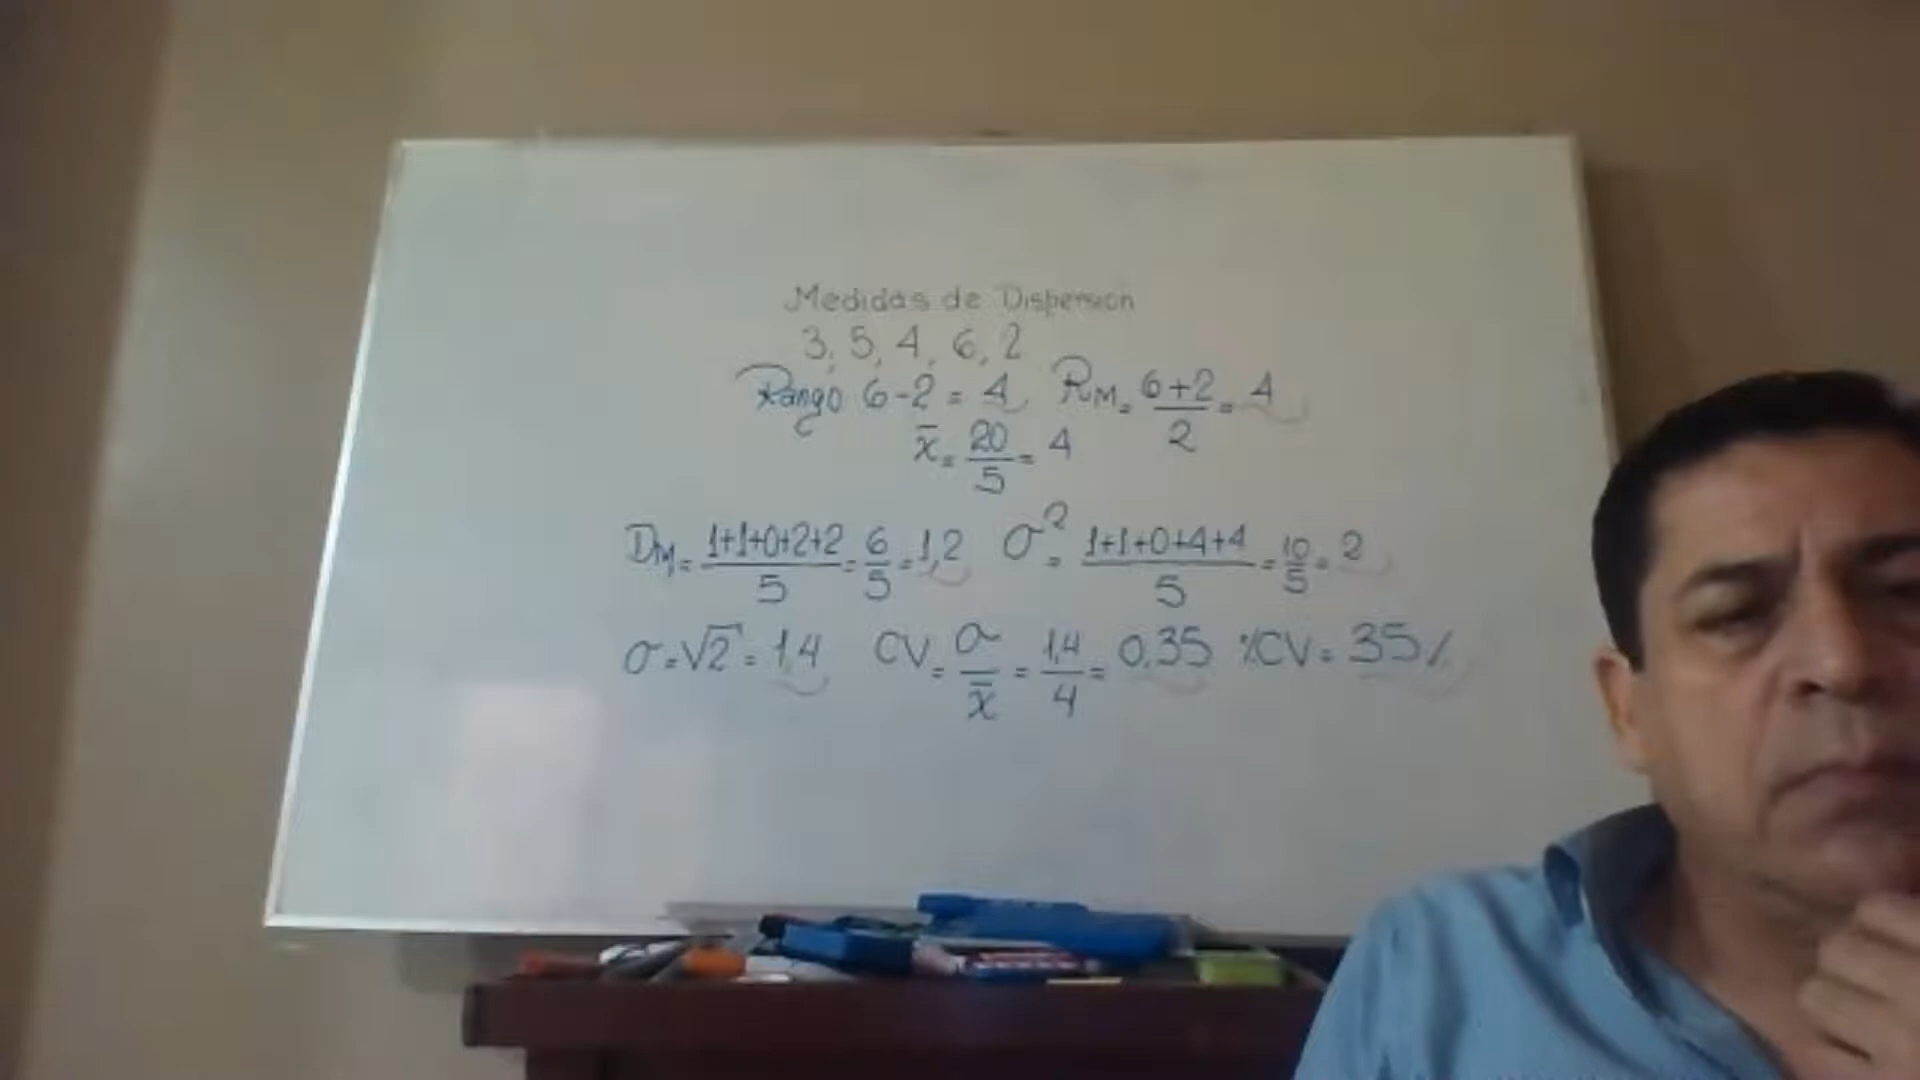 Medidas de Dispersión
3, 5, 4, 6, 2
Rango 6-2 = 4 RM = 6+2/2 = 4
x̄ = 20/5 = 4
DM = 1+1+0+2+2/5 = 6/5 = 1,2 σ² = 1+1+0+4+4/5 = 10/5 = 2
σ = √2 = 1,4 CV = σ/x̄ = 1,4/4 = 0,35 %CV = 35%